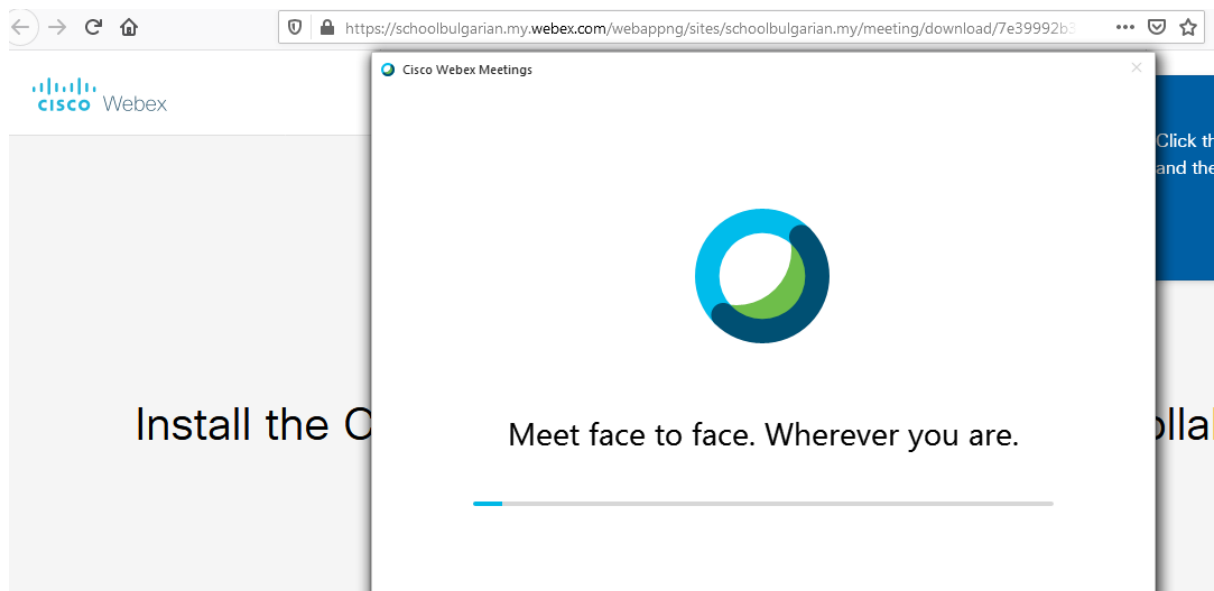 https://schoolbulgarian.my.webex.com/webappng/sites/schoolbulgarian.my/meeting/download/7e39992b3
Cisco Webex Meetings
cisco Webex
Click th
and the
Install the C
olla
Meet face to face. Wherever you are.